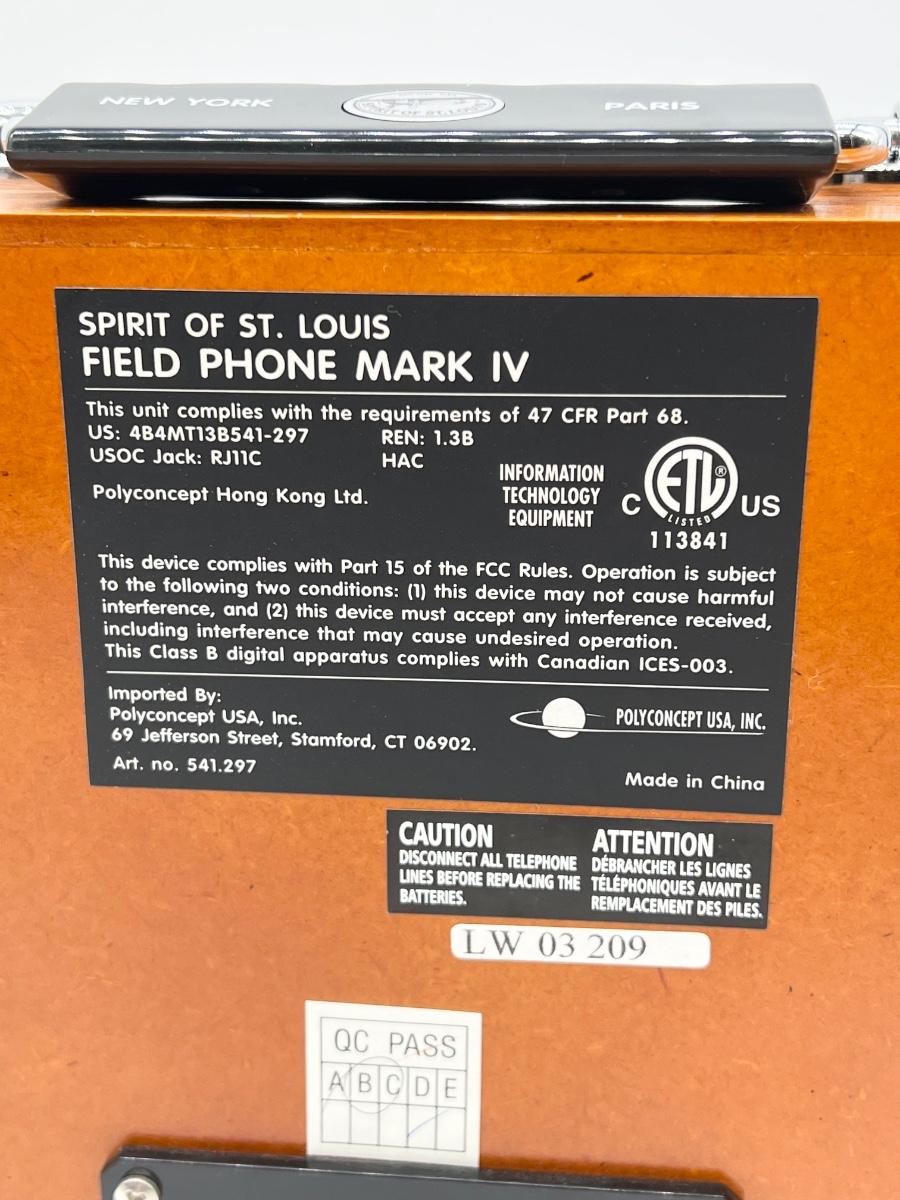 NEW YORK
SPIRIT OF ST. LOUIS
PARIS
SPIRIT OF ST. LOUIS
FIELD PHONE MARK IV
This unit complies with the requirements of 47 CFR Part 68.
US: 4B4MT13B541-297 REN: 1.3B
USOC Jack: RJ11C HAC
Polyconcept Hong Kong Ltd.
INFORMATION
TECHNOLOGY
EQUIPMENT
C ETL® US
LISTED
113841
This device complies with Part 15 of the FCC Rules. Operation is subject
to the following two conditions: (1) this device may not cause harmful
interference, and (2) this device must accept any interference received,
including interference that may cause undesired operation.
This Class B digital apparatus complies with Canadian ICES-003.
Imported By:
Polyconcept USA, Inc.
69 Jefferson Street, Stamford, CT 06902.
Art. no. 541.297
POLYCONCEPT USA, INC.
Made in China
CAUTION
DISCONNECT ALL TELEPHONE
LINES BEFORE REPLACING THE
BATTERIES.
ATTENTION
DÉBRANCHER LES LIGNES
TÉLÉPHONIQUES AVANT LE
REMPLACEMENT DES PILES.
LW 03 209
QC PASS
A B C D E